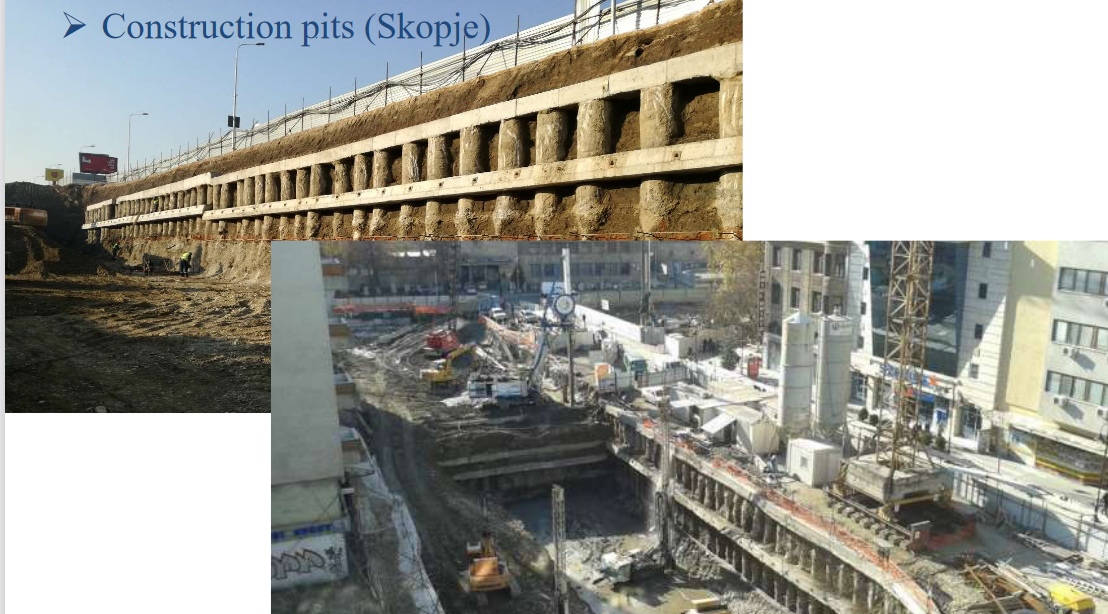 ➢ Construction pits (Skopje)